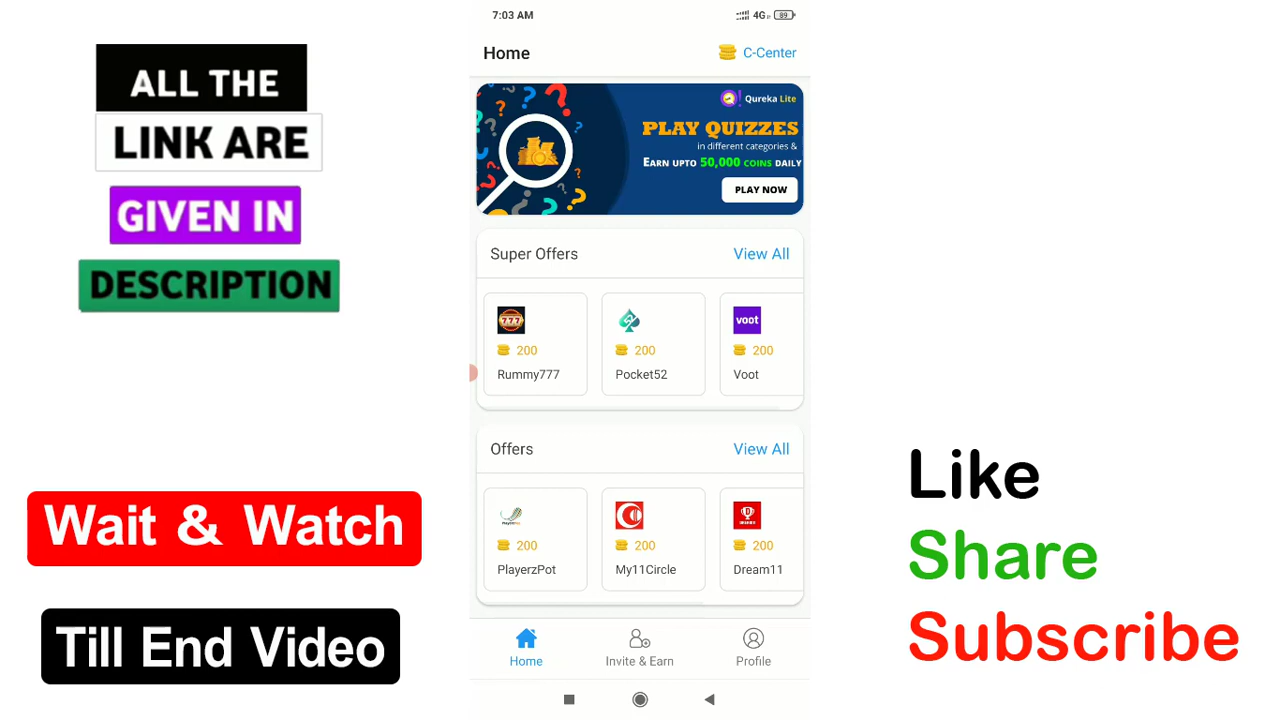 ALL THE
LINK ARE
GIVEN IN
DESCRIPTION
Wait & Watch
Till End Video
7:03 AM
4G
89
Home
C-Center
Qureka Lite
PLAY QUIZZES
in different categories &
EARN UPTO 50,000 COINS DAILY
PLAY NOW
Super Offers
View All
777
voot
200
200
200
Rummy777
Pocket52
Voot
Offers
View All
200
200
200
PlayerzPot
My11Circle
Dream11
Home
Invite & Earn
Profile
Like
Share
Subscribe